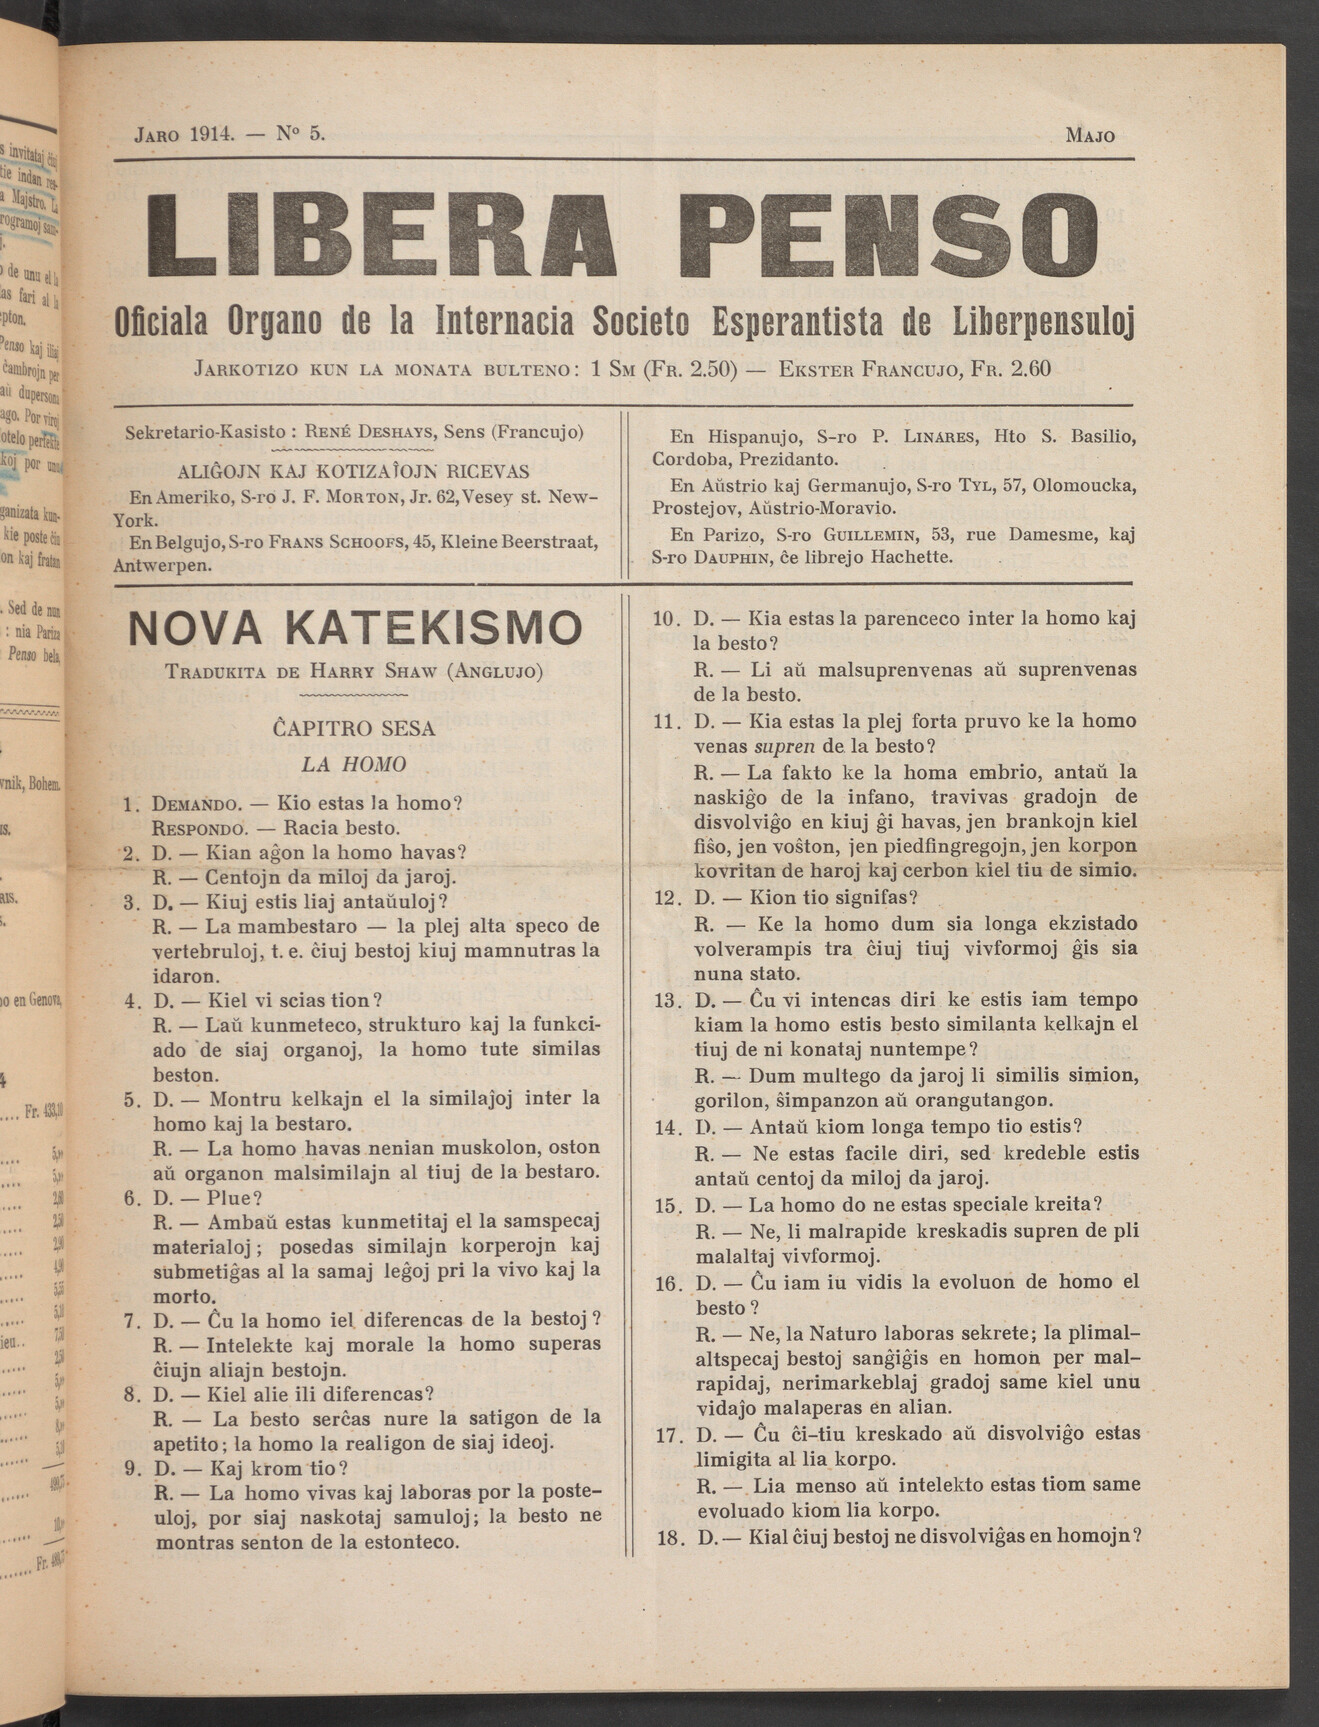 JARO 1914. — Nº 5.
MAJO
LIBERA PENSO
Oficiala Organo de la Internacia Societo Esperantista de Liberpensuloj
JARKOTIZO KUN LA MONATA BULTENO: 1 SM (FR. 2.50) — EKSTER FRANCUJO, FR. 2.60
Sekretario-Kasisto : RENÉ DESHAYS, Sens (Francujo)
ALIĜOJN KAJ KOTIZAĴOJN RICEVAS
En Ameriko, S-ro J. F. MORTON, Jr. 62, Vesey st. New-
York.
En Belgujo, S-ro FRANS SCHOOFS, 45, Kleine Beerstraat,
Antwerpen.
En Hispanujo, S-ro P. LINARES, Hto S. Basilio,
Cordoba, Prezidanto.
En Aŭstrio kaj Germanujo, S-ro TYL, 57, Olomoucka,
Prostejov, Aŭstrio-Moravio.
En Parizo, S-ro GUILLEMIN, 53, rue Damesme, kaj
S-ro DAUPHIN, ĉe librejo Hachette.
NOVA KATEKISMO
TRADUKITA DE HARRY SHAW (ANGLUJO)
ĈAPITRO SESA
LA HOMO
1. DEMANDO. — Kio estas la homo?
RESPONDO. — Racia besto.
2. D. — Kian aĝon la homo havas?
R. — Centojn da miloj da jaroj.
3. D. — Kiuj estis liaj antaŭuloj?
R. — La mambestaro — la plej alta speco de
vertebruloj, t. e. ĉiuj bestoj kiuj mamnutras la
idaron.
4. D. — Kiel vi scias tion?
R. — Laŭ kunmeteco, strukturo kaj la funkci-
ado de siaj organoj, la homo tute similas
beston.
5. D. — Montru kelkajn el la similaĵoj inter la
homo kaj la bestaro.
R. — La homo havas nenian muskolon, oston
aŭ organon malsimilajn al tiuj de la bestaro.
6. D. — Plue?
R. — Ambaŭ estas kunmetitaj el la samspecaj
materialoj; posedas similajn korperojn kaj
submetiĝas al la samaj leĝoj pri la vivo kaj la
morto.
7. D. — Ĉu la homo iel diferencas de la bestoj?
R. — Intelekte kaj morale la homo superas
ĉiujn aliajn bestojn.
8. D. — Kiel alie ili diferencas?
R. — La besto serĉas nure la satigon de la
apetito; la homo la realigon de siaj ideoj.
9. D. — Kaj krom tio?
R. — La homo vivas kaj laboras por la poste-
uloj, por siaj naskotaj samuloj; la besto ne
montras senton de la estonteco.
10. D. — Kia estas la parenceco inter la homo kaj
la besto?
R. — Li aŭ malsuprenvenas aŭ suprenvenas
de la besto.
11. D. — Kia estas la plej forta pruvo ke la homo
venas supren de la besto?
R. — La fakto ke la homa embrio, antaŭ la
naskiĝo de la infano, travivas gradojn de
disvolviĝo en kiuj ĝi havas, jen brankojn kiel
fiŝo, jen voston, jen piedfingregojn, jen korpon
kovritan de haroj kaj cerbon kiel tiu de simio.
12. D. — Kion tio signifas?
R. — Ke la homo dum sia longa ekzistado
volverampis tra ĉiuj tiuj vivformoj ĝis sia
nuna stato.
13. D. — Ĉu vi intencas diri ke estis iam tempo
kiam la homo estis besto similanta kelkajn el
tiuj de ni konataj nuntempe?
R. — Dum multego da jaroj li similis simion,
gorilon, ŝimpanzon aŭ orangutangon.
14. D. — Antaŭ kiom longa tempo tio estis?
R. — Ne estas facile diri, sed kredeble estis
antaŭ centoj da miloj da jaroj.
15. D. — La homo do ne estas speciale kreita?
R. — Ne, li malrapide kreskadis supren de pli
malaltaj vivformoj.
16. D. — Ĉu iam iu vidis la evoluon de homo el
besto?
R. — Ne, la Naturo laboras sekrete; la plimal-
altspecaj bestoj sanĝiĝis en homon per mal-
rapidaj, nerimarkeblaj gradoj same kiel unu
vidaĵo malaperas en alian.
17. D. — Ĉu ĉi-tiu kreskado aŭ disvolviĝo estas
limigita al lia korpo.
R. — Lia menso aŭ intelekto estas tiom same
evoluado kiom lia korpo.
18. D. — Kial ĉiuj bestoj ne disvolviĝas en homojn?